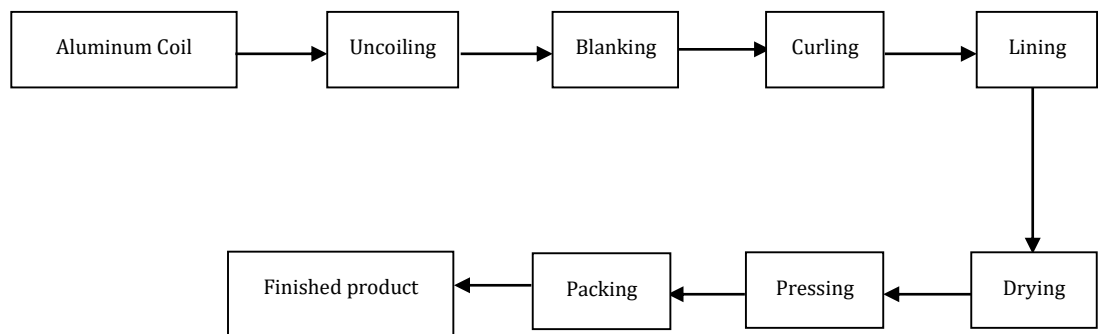 Aluminum Coil
Uncoiling
Blanking
Curling
Lining
Drying
Pressing
Packing
Finished product